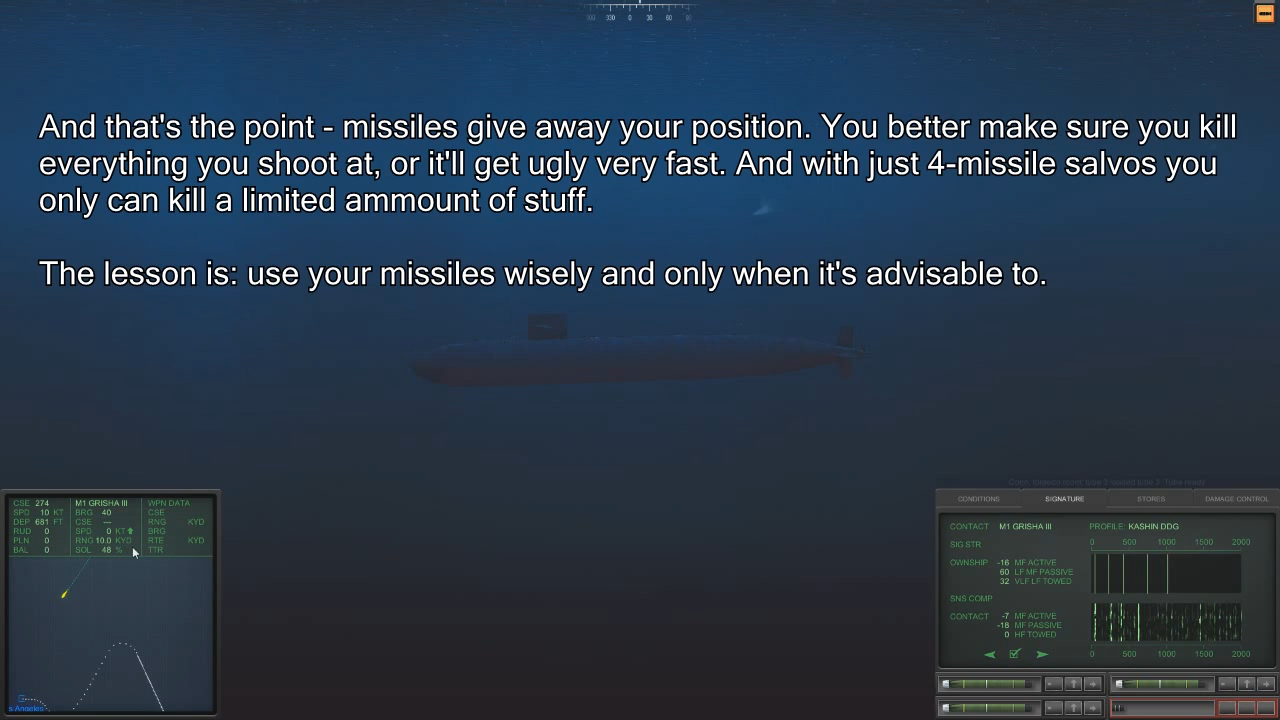 300 330 0 30 60 90
And that's the point - missiles give away your position. You better make sure you kill
everything you shoot at, or it'll get ugly very fast. And with just 4-missile salvos you
only can kill a limited ammount of stuff.
The lesson is: use your missiles wisely and only when it's advisable to.
CSE 274 M1 GRISHA III WPN DATA
SPD 10 KT BRG 40 CSE
DEP 681 FT CSE --- RNG KYD
RUD 0 SPD 0 KT BRG
PLN 0 RNG 10.0 KYD RTE KYD
BAL 0 SOL 48 % TTR
s Angeles
CONDITIONS SIGNATURE STORES DAMAGE CONTROL
CONTACT M1 GRISHA III PROFILE: KASHIN DDG
SIG STR 0 500 1000 1500 2000
OWNSHIP -16 MF ACTIVE
60 LF MF PASSIVE
32 VLF LF TOWED
SNS COMP
CONTACT -7 MF ACTIVE
-18 MF PASSIVE
0 HF TOWED
0 500 1000 1500 2000